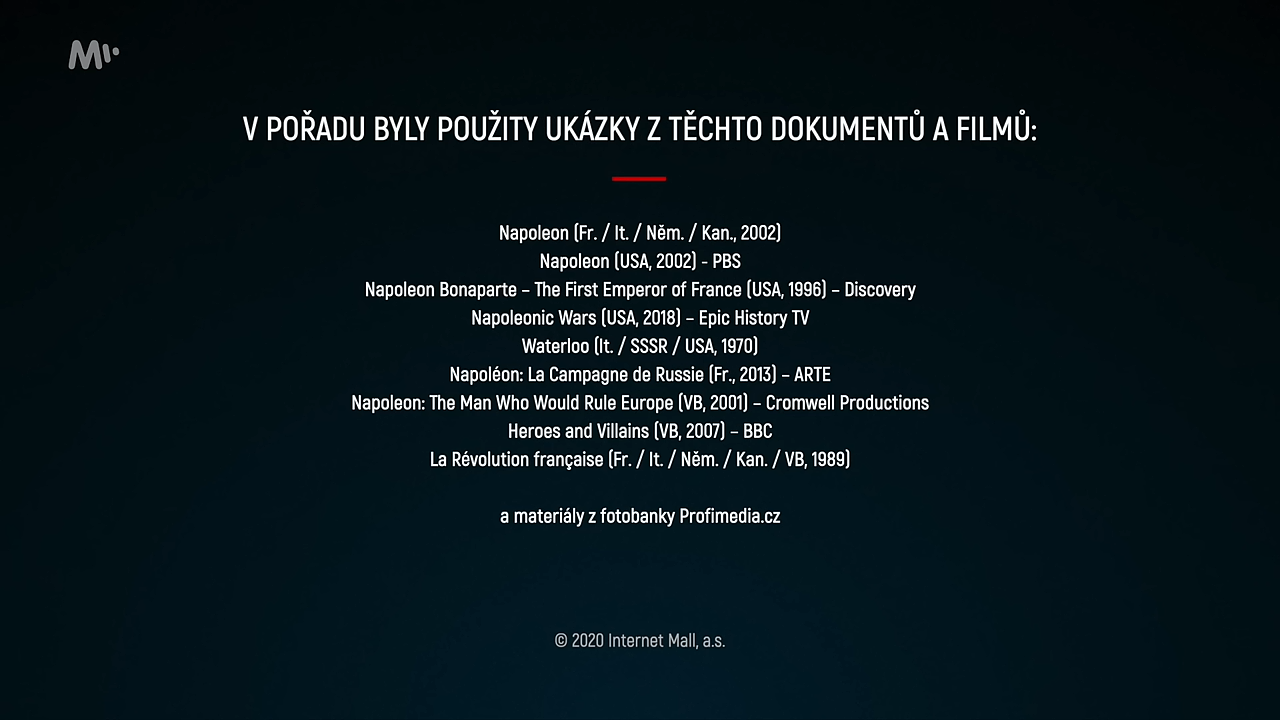 M
V POŘADU BYLY POUŽITY UKÁZKY Z TĚCHTO DOKUMENTŮ A FILMŮ:
Napoleon (Fr. / It. / Něm. / Kan., 2002)
Napoleon (USA, 2002) - PBS
Napoleon Bonaparte – The First Emperor of France (USA, 1996) – Discovery
Napoleonic Wars (USA, 2018) – Epic History TV
Waterloo (It. / SSSR / USA, 1970)
Napoléon: La Campagne de Russie (Fr., 2013) – ARTE
Napoleon: The Man Who Would Rule Europe (VB, 2001) – Cromwell Productions
Heroes and Villains (VB, 2007) – BBC
La Révolution française (Fr. / It. / Něm. / Kan. / VB, 1989)
a materiály z fotobanky Profimedia.cz
© 2020 Internet Mall, a.s.